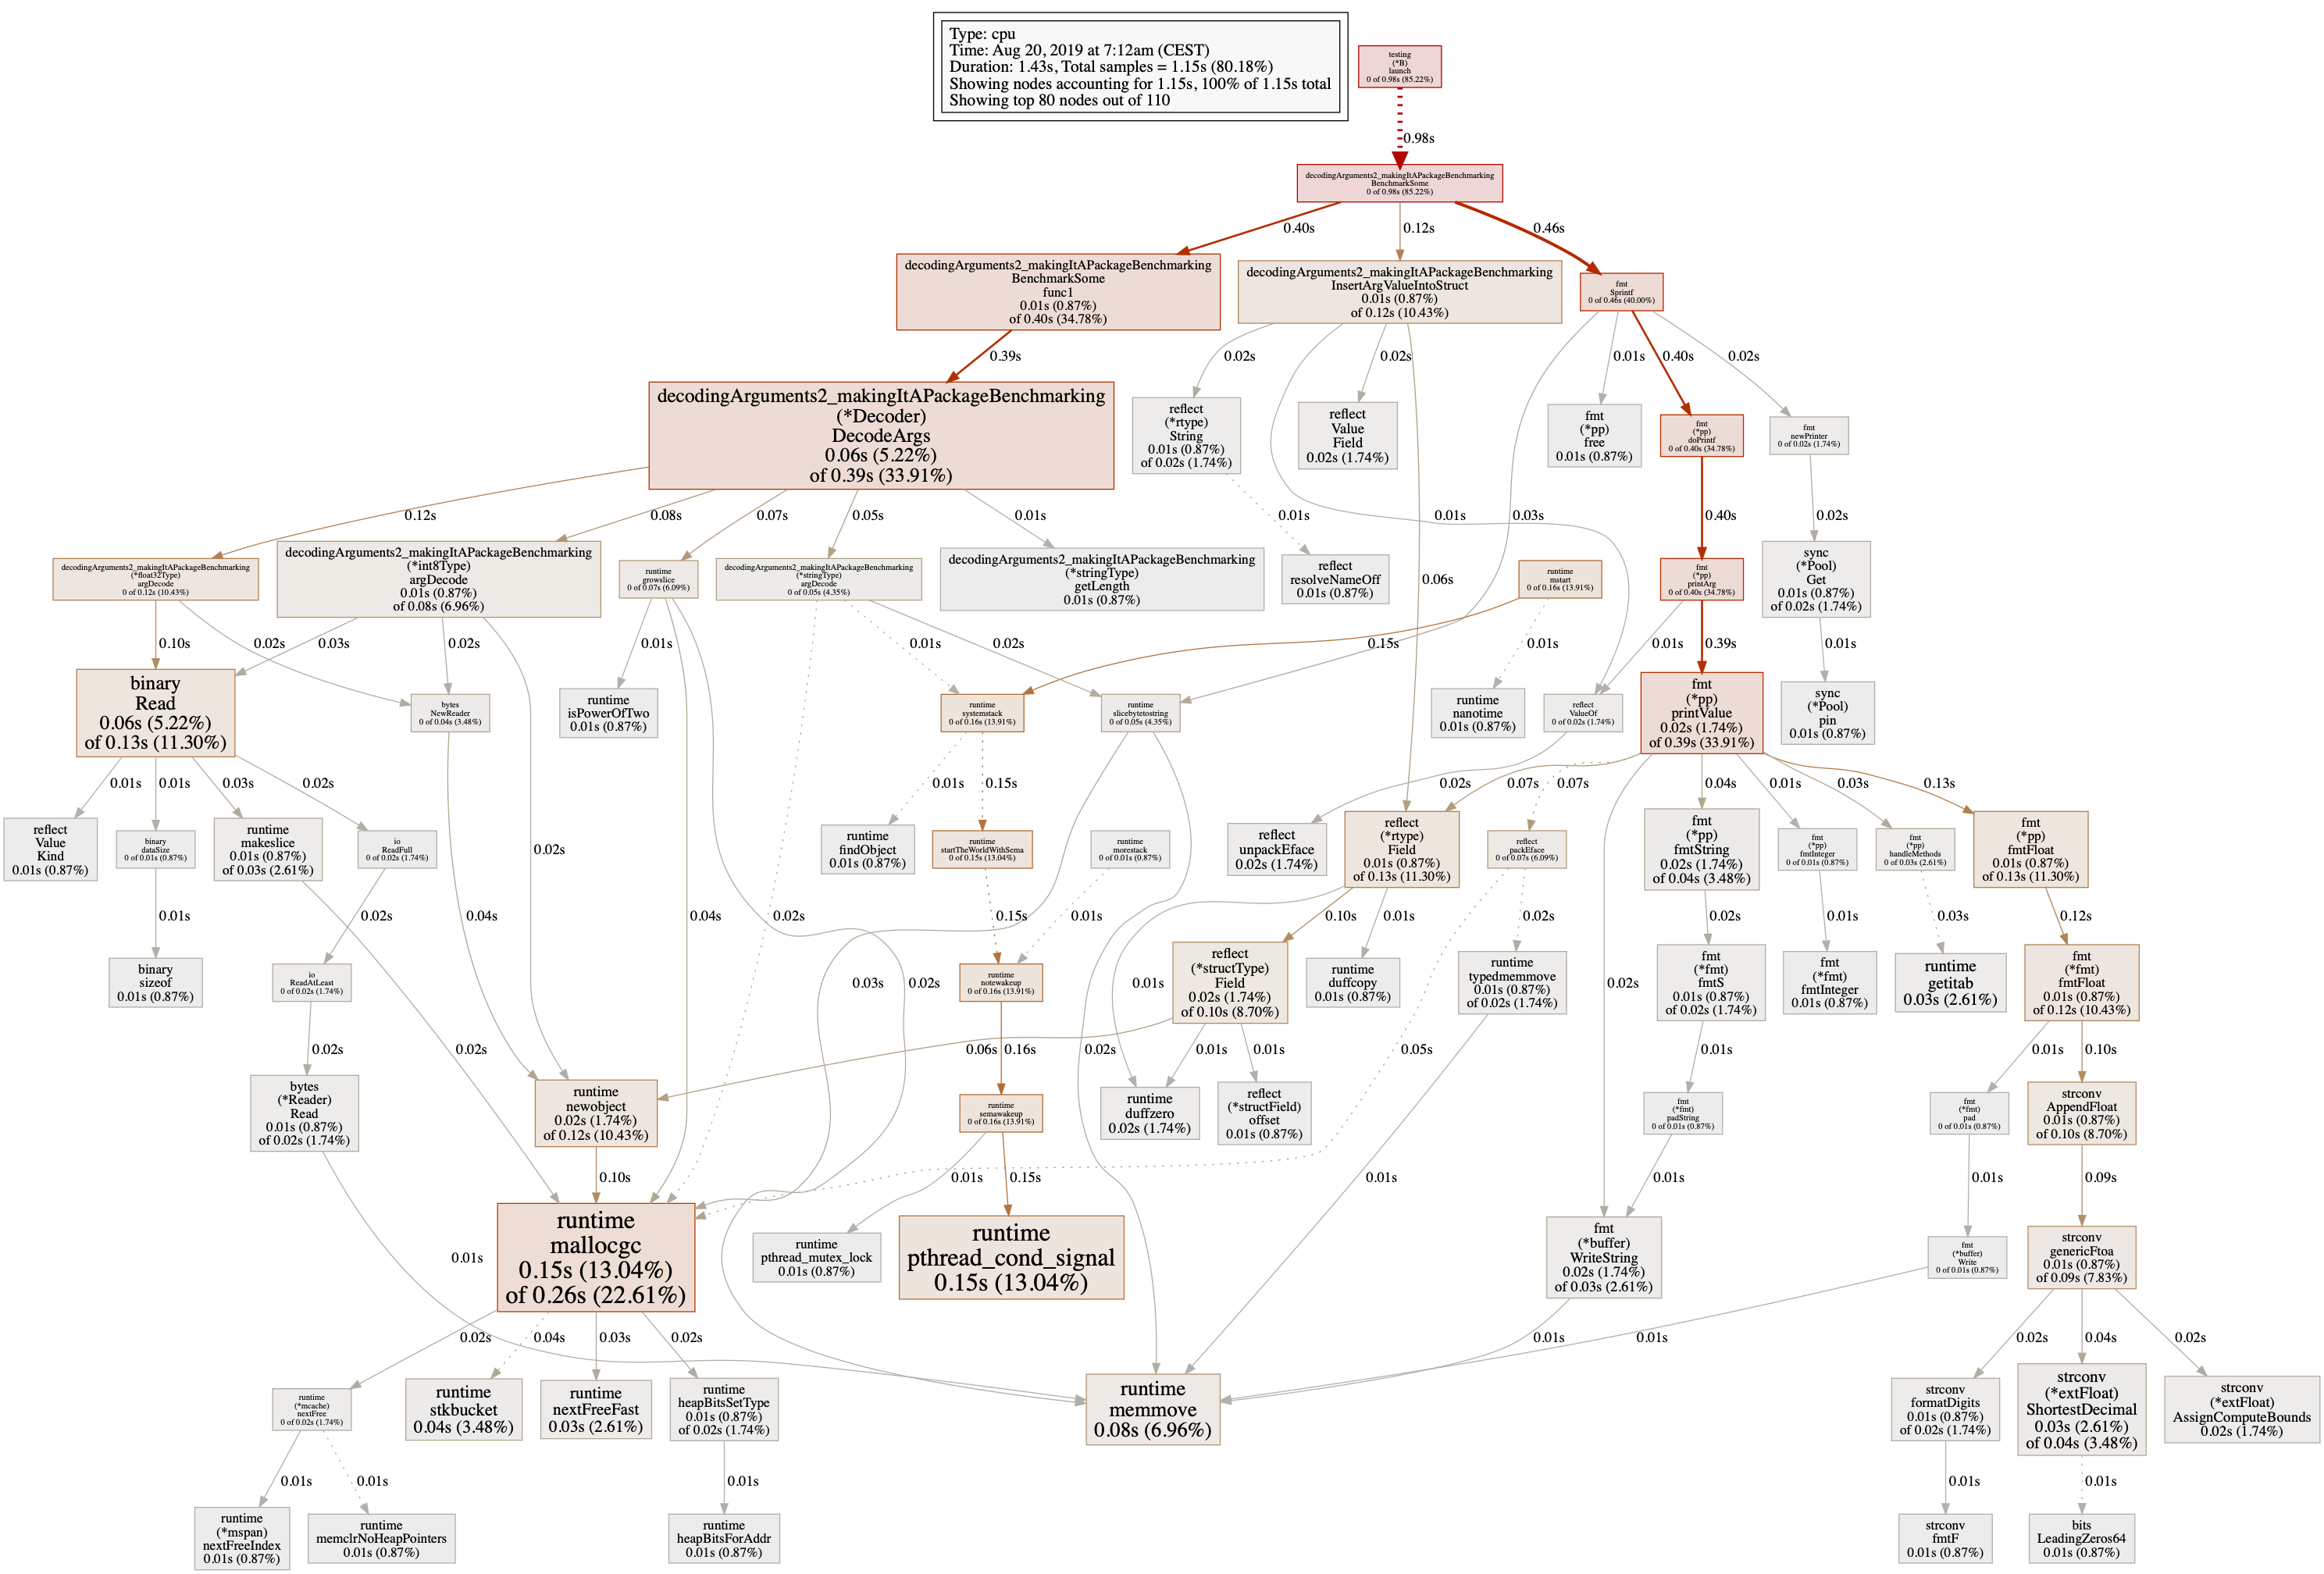 Type: cpu
Time: Aug 20, 2019 at 7:12am (CEST)
Duration: 1.43s, Total samples = 1.15s (80.18%)
Showing nodes accounting for 1.15s, 100% of 1.15s total
Showing top 80 nodes out of 110
testing
(*B)
launch
0 of 0.98s (85.22%)
0.98s
decodingArguments2_makingItAPackageBenchmarking
BenchmarkSome
0 of 0.98s (85.22%)
0.40s
0.12s
0.46s
decodingArguments2_makingItAPackageBenchmarking
BenchmarkSome
func1
0.01s (0.87%)
of 0.40s (34.78%)
decodingArguments2_makingItAPackageBenchmarking
InsertArgValueIntoStruct
0.01s (0.87%)
of 0.12s (10.43%)
fmt
Sprintf
0 of 0.46s (40.00%)
0.39s
0.02s
0.02s
0.01s
0.40s
0.02s
decodingArguments2_makingItAPackageBenchmarking
(*Decoder)
DecodeArgs
0.06s (5.22%)
of 0.39s (33.91%)
reflect
(*rtype)
String
0.01s (0.87%)
of 0.02s (1.74%)
reflect
Value
Field
0.02s (1.74%)
fmt
(*pp)
free
0.01s (0.87%)
fmt
(*pp)
doPrintf
0 of 0.40s (34.78%)
fmt
newPrinter
0 of 0.02s (1.74%)
0.12s
0.08s
0.07s
0.05s
0.01s
0.01s
0.01s
0.03s
0.40s
0.02s
decodingArguments2_makingItAPackageBenchmarking
(*float32Type)
argDecode
0 of 0.12s (10.43%)
decodingArguments2_makingItAPackageBenchmarking
(*int8Type)
argDecode
0.01s (0.87%)
of 0.08s (6.96%)
runtime
growslice
0 of 0.07s (6.09%)
decodingArguments2_makingItAPackageBenchmarking
(*stringType)
argDecode
0 of 0.05s (4.35%)
decodingArguments2_makingItAPackageBenchmarking
(*stringType)
getLength
0.01s (0.87%)
reflect
resolveNameOff
0.01s (0.87%)
0.06s
runtime
mstart
0 of 0.16s (13.91%)
fmt
(*pp)
printArg
0 of 0.40s (34.78%)
sync
(*Pool)
Get
0.01s (0.87%)
of 0.02s (1.74%)
0.10s
0.02s
0.03s
0.02s
0.01s
0.01s
0.02s
0.15s
0.01s
0.01s
0.39s
0.01s
binary
Read
0.06s (5.22%)
of 0.13s (11.30%)
bytes
NewReader
0 of 0.04s (3.48%)
runtime
isPowerOfTwo
0.01s (0.87%)
runtime
systemstack
0 of 0.16s (13.91%)
runtime
slicebytetostring
0 of 0.05s (4.35%)
runtime
nanotime
0.01s (0.87%)
reflect
ValueOf
0 of 0.02s (1.74%)
fmt
(*pp)
printValue
0.02s (1.74%)
of 0.39s (33.91%)
sync
(*Pool)
pin
0.01s (0.87%)
0.01s
0.01s
0.03s
0.02s
0.01s
0.15s
0.02s
0.07s
0.07s
0.04s
0.01s
0.03s
0.13s
reflect
Value
Kind
0.01s (0.87%)
binary
dataSize
0 of 0.01s (0.87%)
runtime
makeslice
0.01s (0.87%)
of 0.03s (2.61%)
io
ReadFull
0 of 0.02s (1.74%)
0.02s
runtime
findObject
0.01s (0.87%)
runtime
startTheWorldWithSema
0 of 0.15s (13.04%)
runtime
morestack
0 of 0.01s (0.87%)
reflect
unpackEface
0.02s (1.74%)
reflect
(*rtype)
Field
0.01s (0.87%)
of 0.13s (11.30%)
reflect
packEface
0 of 0.07s (6.09%)
fmt
(*pp)
fmtString
0.02s (1.74%)
of 0.04s (3.48%)
fmt
(*pp)
fmtInteger
0 of 0.01s (0.87%)
fmt
(*pp)
handleMethods
0 of 0.03s (2.61%)
fmt
(*pp)
fmtFloat
0.01s (0.87%)
of 0.13s (11.30%)
0.01s
0.02s
0.04s
0.04s
0.02s
0.15s
0.01s
0.10s
0.01s
0.02s
0.02s
0.01s
0.03s
0.12s
binary
sizeof
0.01s (0.87%)
io
ReadAtLeast
0 of 0.02s (1.74%)
0.03s
0.02s
runtime
notewakeup
0 of 0.16s (13.91%)
0.01s
reflect
(*structType)
Field
0.02s (1.74%)
of 0.10s (8.70%)
runtime
duffcopy
0.01s (0.87%)
runtime
typedmemmove
0.01s (0.87%)
of 0.02s (1.74%)
0.02s
fmt
(*fmt)
fmtS
0.01s (0.87%)
of 0.02s (1.74%)
fmt
(*fmt)
fmtInteger
0.01s (0.87%)
runtime
getitab
0.03s (2.61%)
fmt
(*fmt)
fmtFloat
0.01s (0.87%)
of 0.12s (10.43%)
0.02s
0.02s
0.06s
0.16s
0.02s
0.01s
0.01s
0.05s
0.01s
0.01s
0.10s
bytes
(*Reader)
Read
0.01s (0.87%)
of 0.02s (1.74%)
runtime
newobject
0.02s (1.74%)
of 0.12s (10.43%)
runtime
semawakeup
0 of 0.16s (13.91%)
runtime
duffzero
0.02s (1.74%)
reflect
(*structField)
offset
0.01s (0.87%)
fmt
(*fmt)
padString
0 of 0.01s (0.87%)
fmt
(*fmt)
pad
0 of 0.01s (0.87%)
strconv
AppendFloat
0.01s (0.87%)
of 0.10s (8.70%)
0.10s
0.01s
0.15s
0.01s
0.01s
0.01s
0.09s
0.01s
runtime
mallocgc
0.15s (13.04%)
of 0.26s (22.61%)
runtime
pthread_mutex_lock
0.01s (0.87%)
runtime
pthread_cond_signal
0.15s (13.04%)
fmt
(*buffer)
WriteString
0.02s (1.74%)
of 0.03s (2.61%)
fmt
(*buffer)
Write
0 of 0.01s (0.87%)
strconv
genericFtoa
0.01s (0.87%)
of 0.09s (7.83%)
0.02s
0.04s
0.03s
0.02s
0.01s
0.01s
0.02s
0.04s
0.02s
runtime
(*mcache)
nextFree
0 of 0.02s (1.74%)
runtime
stkbucket
0.04s (3.48%)
runtime
nextFreeFast
0.03s (2.61%)
runtime
heapBitsSetType
0.01s (0.87%)
of 0.02s (1.74%)
runtime
memmove
0.08s (6.96%)
strconv
formatDigits
0.01s (0.87%)
of 0.02s (1.74%)
strconv
(*extFloat)
ShortestDecimal
0.03s (2.61%)
of 0.04s (3.48%)
strconv
(*extFloat)
AssignComputeBounds
0.02s (1.74%)
0.01s
0.01s
0.01s
0.01s
0.01s
runtime
(*mspan)
nextFreeIndex
0.01s (0.87%)
runtime
memclrNoHeapPointers
0.01s (0.87%)
runtime
heapBitsForAddr
0.01s (0.87%)
strconv
fmtF
0.01s (0.87%)
bits
LeadingZeros64
0.01s (0.87%)